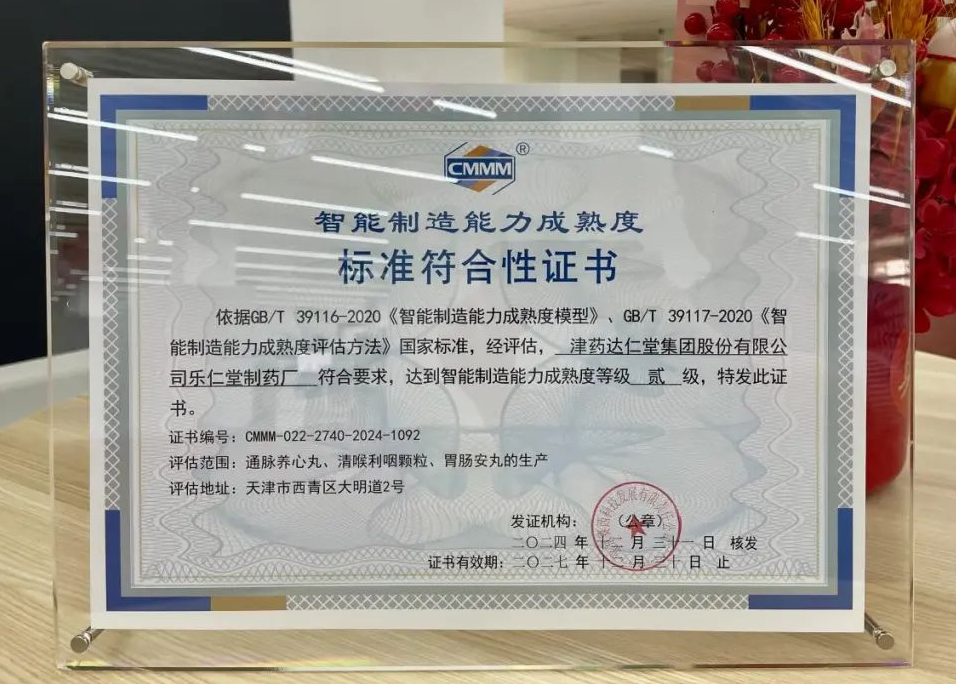 CMMM®
智能制造能力成熟度
标准符合性证书
依据GB/T 39116-2020《智能制造能力成熟度模型》、GB/T 39117-2020《智
能制造能力成熟度评估方法》国家标准，经评估，津药达仁堂集团股份有限公
司乐仁堂制药厂 符合要求，达到智能制造能力成熟度等级 贰 级，特发此证
书。
证书编号：CMMM-022-2740-2024-1092
评估范围：通脉养心丸、清喉利咽颗粒、胃肠安丸的生产
评估地址：天津市西青区大明道2号
发证机构：（公章）
二〇二四 年 十二 月 三十一 日 核发
证书有效期：二〇二七 年 十二 月 三十 日 止
科技发展有限